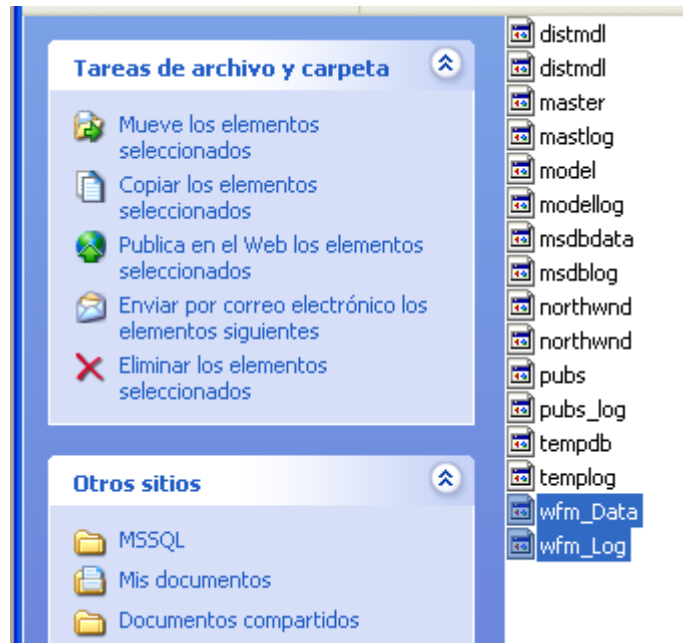 Tareas de archivo y carpeta
Mueve los elementos
seleccionados
Copiar los elementos
seleccionados
Publica en el Web los elementos
seleccionados
Enviar por correo electrónico los
elementos siguientes
Eliminar los elementos
seleccionados
Otros sitios
MSSQL
Mis documentos
Documentos compartidos
distmdl
distmdl
master
mastlog
model
modellog
msdbdata
msdblog
northwnd
northwnd
pubs
pubs_log
tempdb
templog
wfm_Data
wfm_Log